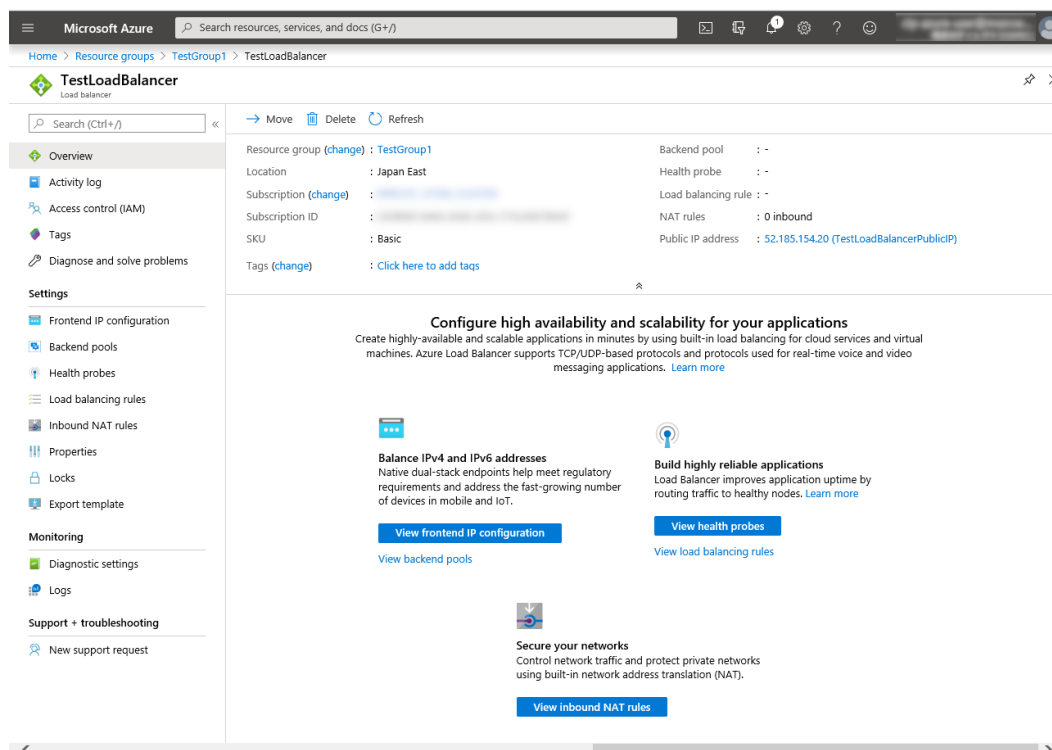 Microsoft Azure
Search resources, services, and docs (G+/)
1
Home > Resource groups > TestGroup1 > TestLoadBalancer
TestLoadBalancer
Load balancer
Search (Ctrl+/)
«
Overview
Activity log
Access control (IAM)
Tags
Diagnose and solve problems
Settings
Frontend IP configuration
Backend pools
Health probes
Load balancing rules
Inbound NAT rules
Properties
Locks
Export template
Monitoring
Diagnostic settings
Logs
Support + troubleshooting
New support request
Move Delete Refresh
Resource group (change) : TestGroup1
Location : Japan East
Subscription (change) :
Subscription ID :
SKU : Basic
Tags (change) : Click here to add tags
Backend pool : -
Health probe : -
Load balancing rule : -
NAT rules : 0 inbound
Public IP address : 52.185.154.20 (TestLoadBalancerPublicIP)
Configure high availability and scalability for your applications
Create highly-available and scalable applications in minutes by using built-in load balancing for cloud services and virtual
machines. Azure Load Balancer supports TCP/UDP-based protocols and protocols used for real-time voice and video
messaging applications. Learn more
Balance IPv4 and IPv6 addresses
Native dual-stack endpoints help meet regulatory
requirements and address the fast-growing number
of devices in mobile and IoT.
View frontend IP configuration
View backend pools
Build highly reliable applications
Load Balancer improves application uptime by
routing traffic to healthy nodes. Learn more
View health probes
View load balancing rules
Secure your networks
Control network traffic and protect private networks
using built-in network address translation (NAT).
View inbound NAT rules